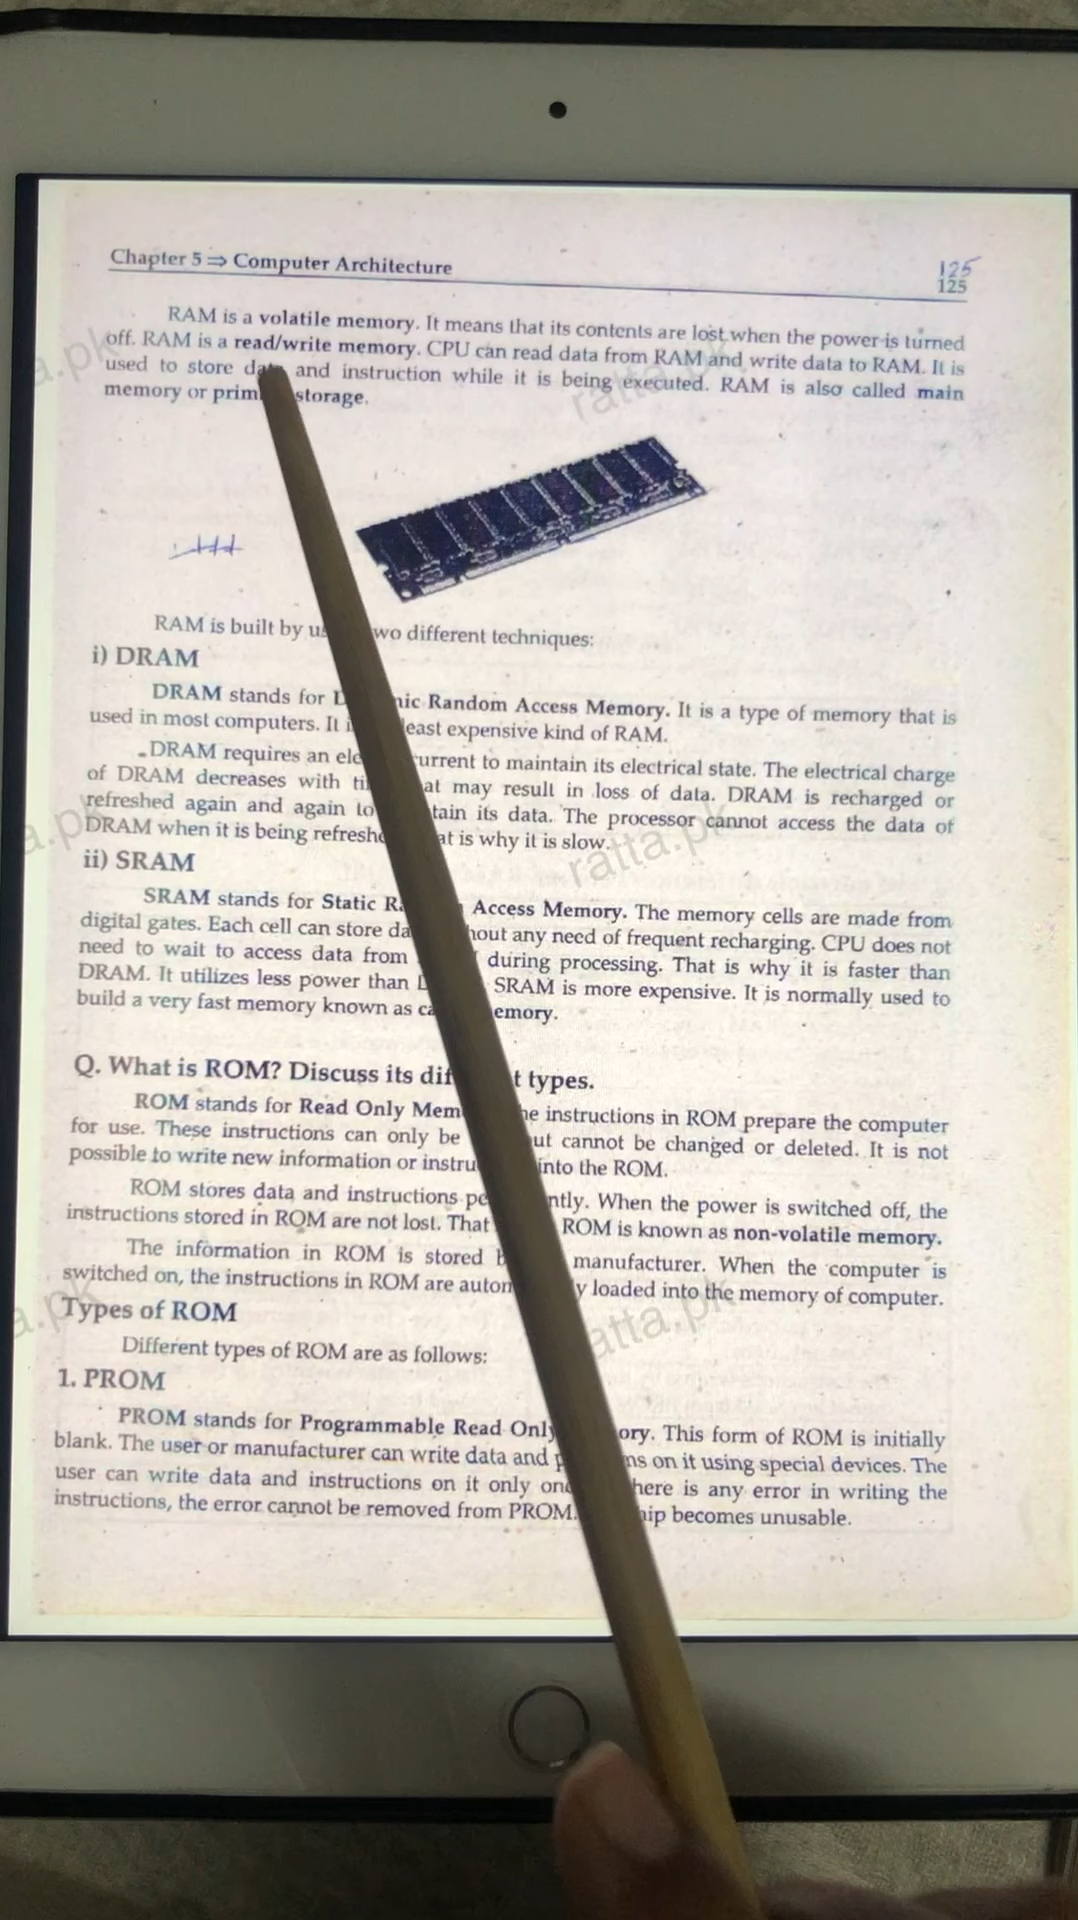 Chapter 5 ⇒ Computer Architecture
125
125
RAM is a volatile memory. It means that its contents are lost when the power is turned
off. RAM is a read/write memory. CPU can read data from RAM and write data to RAM. It is
used to store data and instruction while it is being executed. RAM is also called main
memory or storage.
RAM is built by two different techniques:
i) DRAM
DRAM stands for Random Access Memory. It is a type of memory that is
used in most computers. It least expensive kind of RAM.
DRAM requires an current to maintain its electrical state. The electrical charge
of DRAM decreases with may result in loss of data. DRAM is recharged or
refreshed again and again to its data. The processor cannot access the data of
DRAM when it is being is why it is slow.
ii) SRAM
SRAM stands for Static Access Memory. The memory cells are made from
digital gates. Each cell can store any need of frequent recharging. CPU does not
need to wait to access data from during processing. That is why it is faster than
DRAM. It utilizes less power than SRAM is more expensive. It is normally used to
build a very fast memory known as memory.
Q. What is ROM? Discuss its types.
ROM stands for Read Only instructions in ROM prepare the computer
for use. These instructions can only be but cannot be changed or deleted. It is not
possible to write new information or into the ROM.
ROM stores data and instructions When the power is switched off, the
instructions stored in ROM are not lost. That ROM is known as non-volatile memory.
The information in ROM is stored manufacturer. When the computer is
switched on, the instructions in ROM are loaded into the memory of computer.
Types of ROM
Different types of ROM are as follows:
1. PROM
PROM stands for Programmable Read Only This form of ROM is initially
blank. The user or manufacturer can write data and on it using special devices. The
user can write data and instructions on it only there is any error in writing the
instructions, the error cannot be removed from PROM. chip becomes unusable.
ratta.pk
ratta.pk
ratta.pk